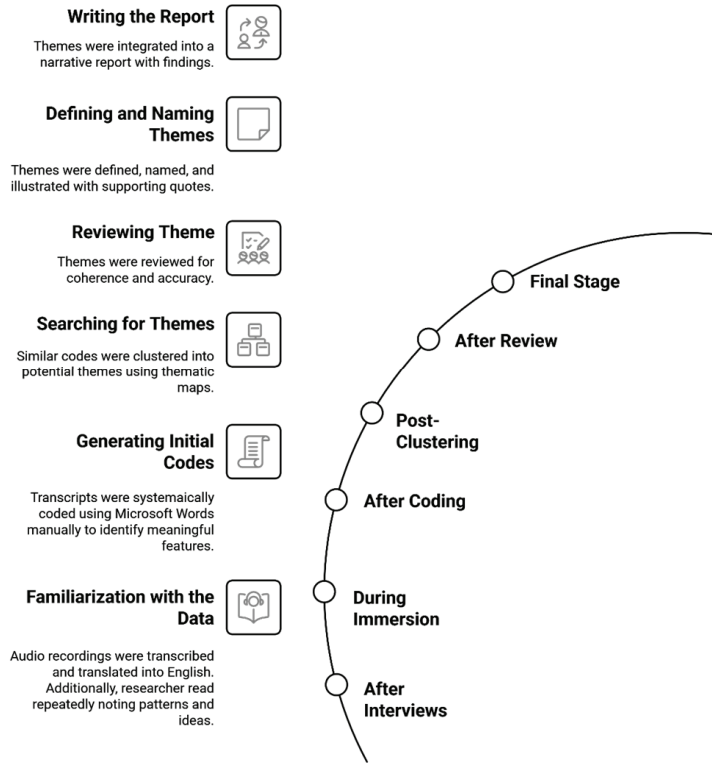 Writing the Report
Themes were integrated into a
narrative report with findings.
Defining and Naming
Themes
Themes were defined, named, and
illustrated with supporting quotes.
Reviewing Theme
Themes were reviewed for
coherence and accuracy.
Final Stage
Searching for Themes
Similar codes were clustered into
potential themes using thematic
maps.
After Review
Generating Initial
Codes
Transcripts were systemaically
coded using Microsoft Words
manually to identify meaningful
features.
Post-
Clustering
After Coding
Familiarization with the
Data
Audio recordings were transcribed
and translated into English.
Additionally, researcher read
repeatedly noting patterns and
ideas.
During
Immersion
After
Interviews